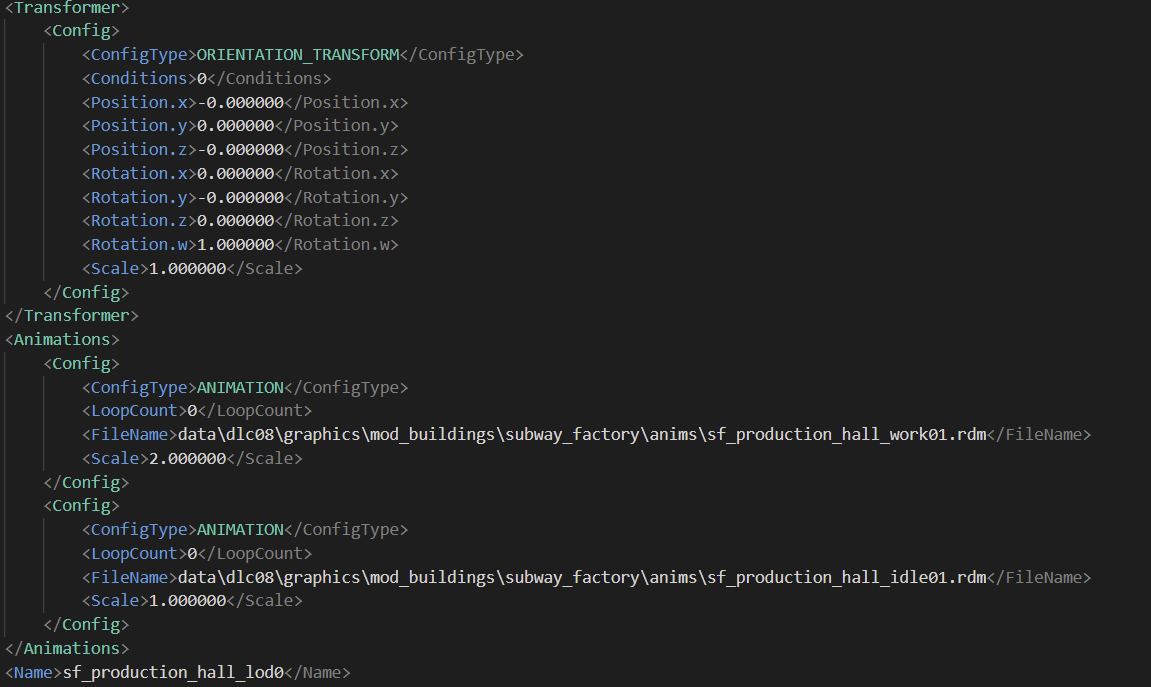 <Transformer>
<Config>
<ConfigType>ORIENTATION_TRANSFORM</ConfigType>
<Conditions>0</Conditions>
<Position.x>-0.000000</Position.x>
<Position.y>0.000000</Position.y>
<Position.z>-0.000000</Position.z>
<Rotation.x>0.000000</Rotation.x>
<Rotation.y>-0.000000</Rotation.y>
<Rotation.z>0.000000</Rotation.z>
<Rotation.w>1.000000</Rotation.w>
<Scale>1.000000</Scale>
</Config>
</Transformer>
<Animations>
<Config>
<ConfigType>ANIMATION</ConfigType>
<LoopCount>0</LoopCount>
<FileName>data\dlc08\graphics\mod_buildings\subway_factory\anims\sf_production_hall_work01.rdm</FileName>
<Scale>2.000000</Scale>
</Config>
<Config>
<ConfigType>ANIMATION</ConfigType>
<LoopCount>0</LoopCount>
<FileName>data\dlc08\graphics\mod_buildings\subway_factory\anims\sf_production_hall_idle01.rdm</FileName>
<Scale>1.000000</Scale>
</Config>
</Animations>
<Name>sf_production_hall_lod0</Name>